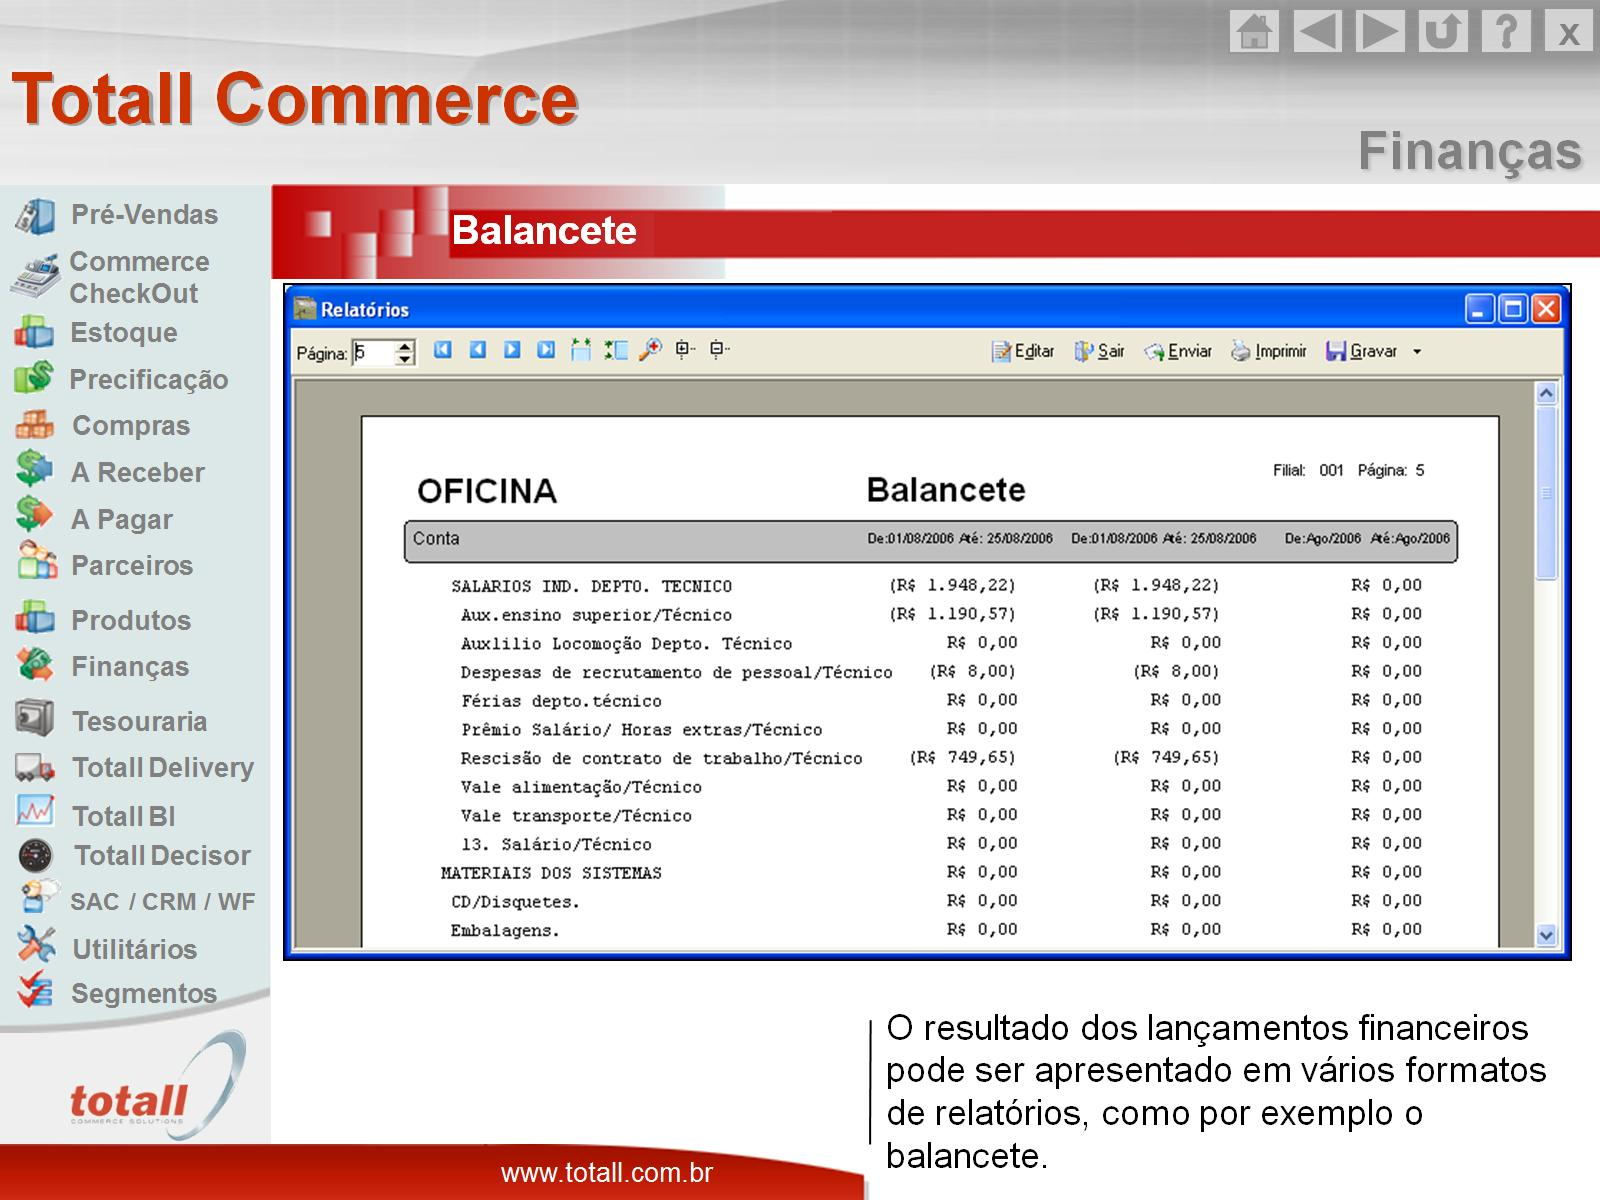 x
Totall Commerce
Finanças
Pré-Vendas
Commerce
CheckOut
Estoque
Precificação
Compras
A Receber
A Pagar
Parceiros
Produtos
Finanças
Tesouraria
Totall Delivery
Totall BI
Totall Decisor
SAC / CRM / WF
Utilitários
Segmentos
totall
COMMERCE SOLUTIONS
Balancete
Relatórios
Página: 5 Editar Sair Enviar Imprimir Gravar
Filial: 001 Página: 5
OFICINA Balancete
Conta De:01/08/2006 Até: 25/08/2006 De:01/08/2006 Até: 25/08/2006 De:Ago/2006 Até:Ago/2006
SALARIOS IND. DEPTO. TECNICO (R$ 1.948,22) (R$ 1.948,22) R$ 0,00
Aux.ensino superior/Técnico (R$ 1.190,57) (R$ 1.190,57) R$ 0,00
Auxlilio Locomoção Depto. Técnico R$ 0,00 R$ 0,00 R$ 0,00
Despesas de recrutamento de pessoal/Técnico (R$ 8,00) (R$ 8,00) R$ 0,00
Férias depto.técnico R$ 0,00 R$ 0,00 R$ 0,00
Prêmio Salário/ Horas extras/Técnico R$ 0,00 R$ 0,00 R$ 0,00
Rescisão de contrato de trabalho/Técnico (R$ 749,65) (R$ 749,65) R$ 0,00
Vale alimentação/Técnico R$ 0,00 R$ 0,00 R$ 0,00
Vale transporte/Técnico R$ 0,00 R$ 0,00 R$ 0,00
13. Salário/Técnico R$ 0,00 R$ 0,00 R$ 0,00
MATERIAIS DOS SISTEMAS R$ 0,00 R$ 0,00 R$ 0,00
CD/Disquetes. R$ 0,00 R$ 0,00 R$ 0,00
Embalagens. R$ 0,00 R$ 0,00 R$ 0,00
O resultado dos lançamentos financeiros
pode ser apresentado em vários formatos
de relatórios, como por exemplo o
balancete.
www.totall.com.br